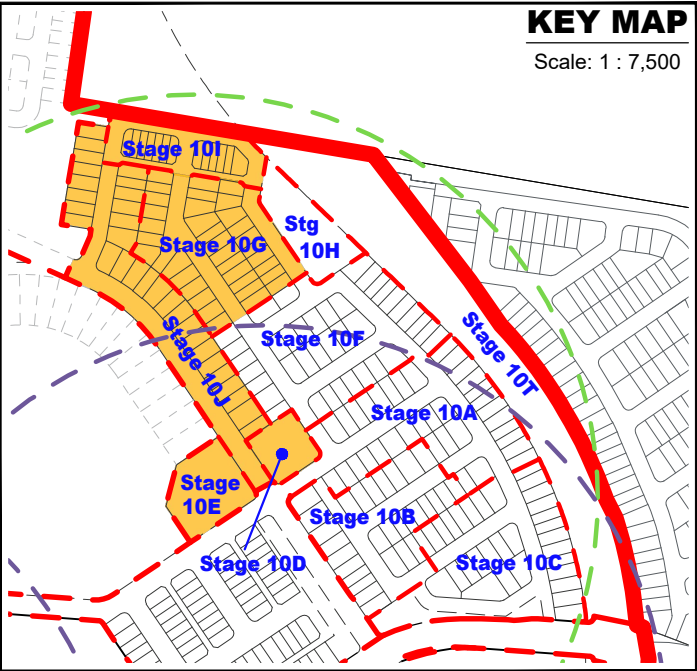 KEY MAP
Scale: 1 : 7,500
Stage 10I
Stg
10H
Stage 10G
Stage 10T
Stage 10F
Stage 10J
Stage 10A
Stage
10E
Stage 10B
Stage 10D
Stage 10C